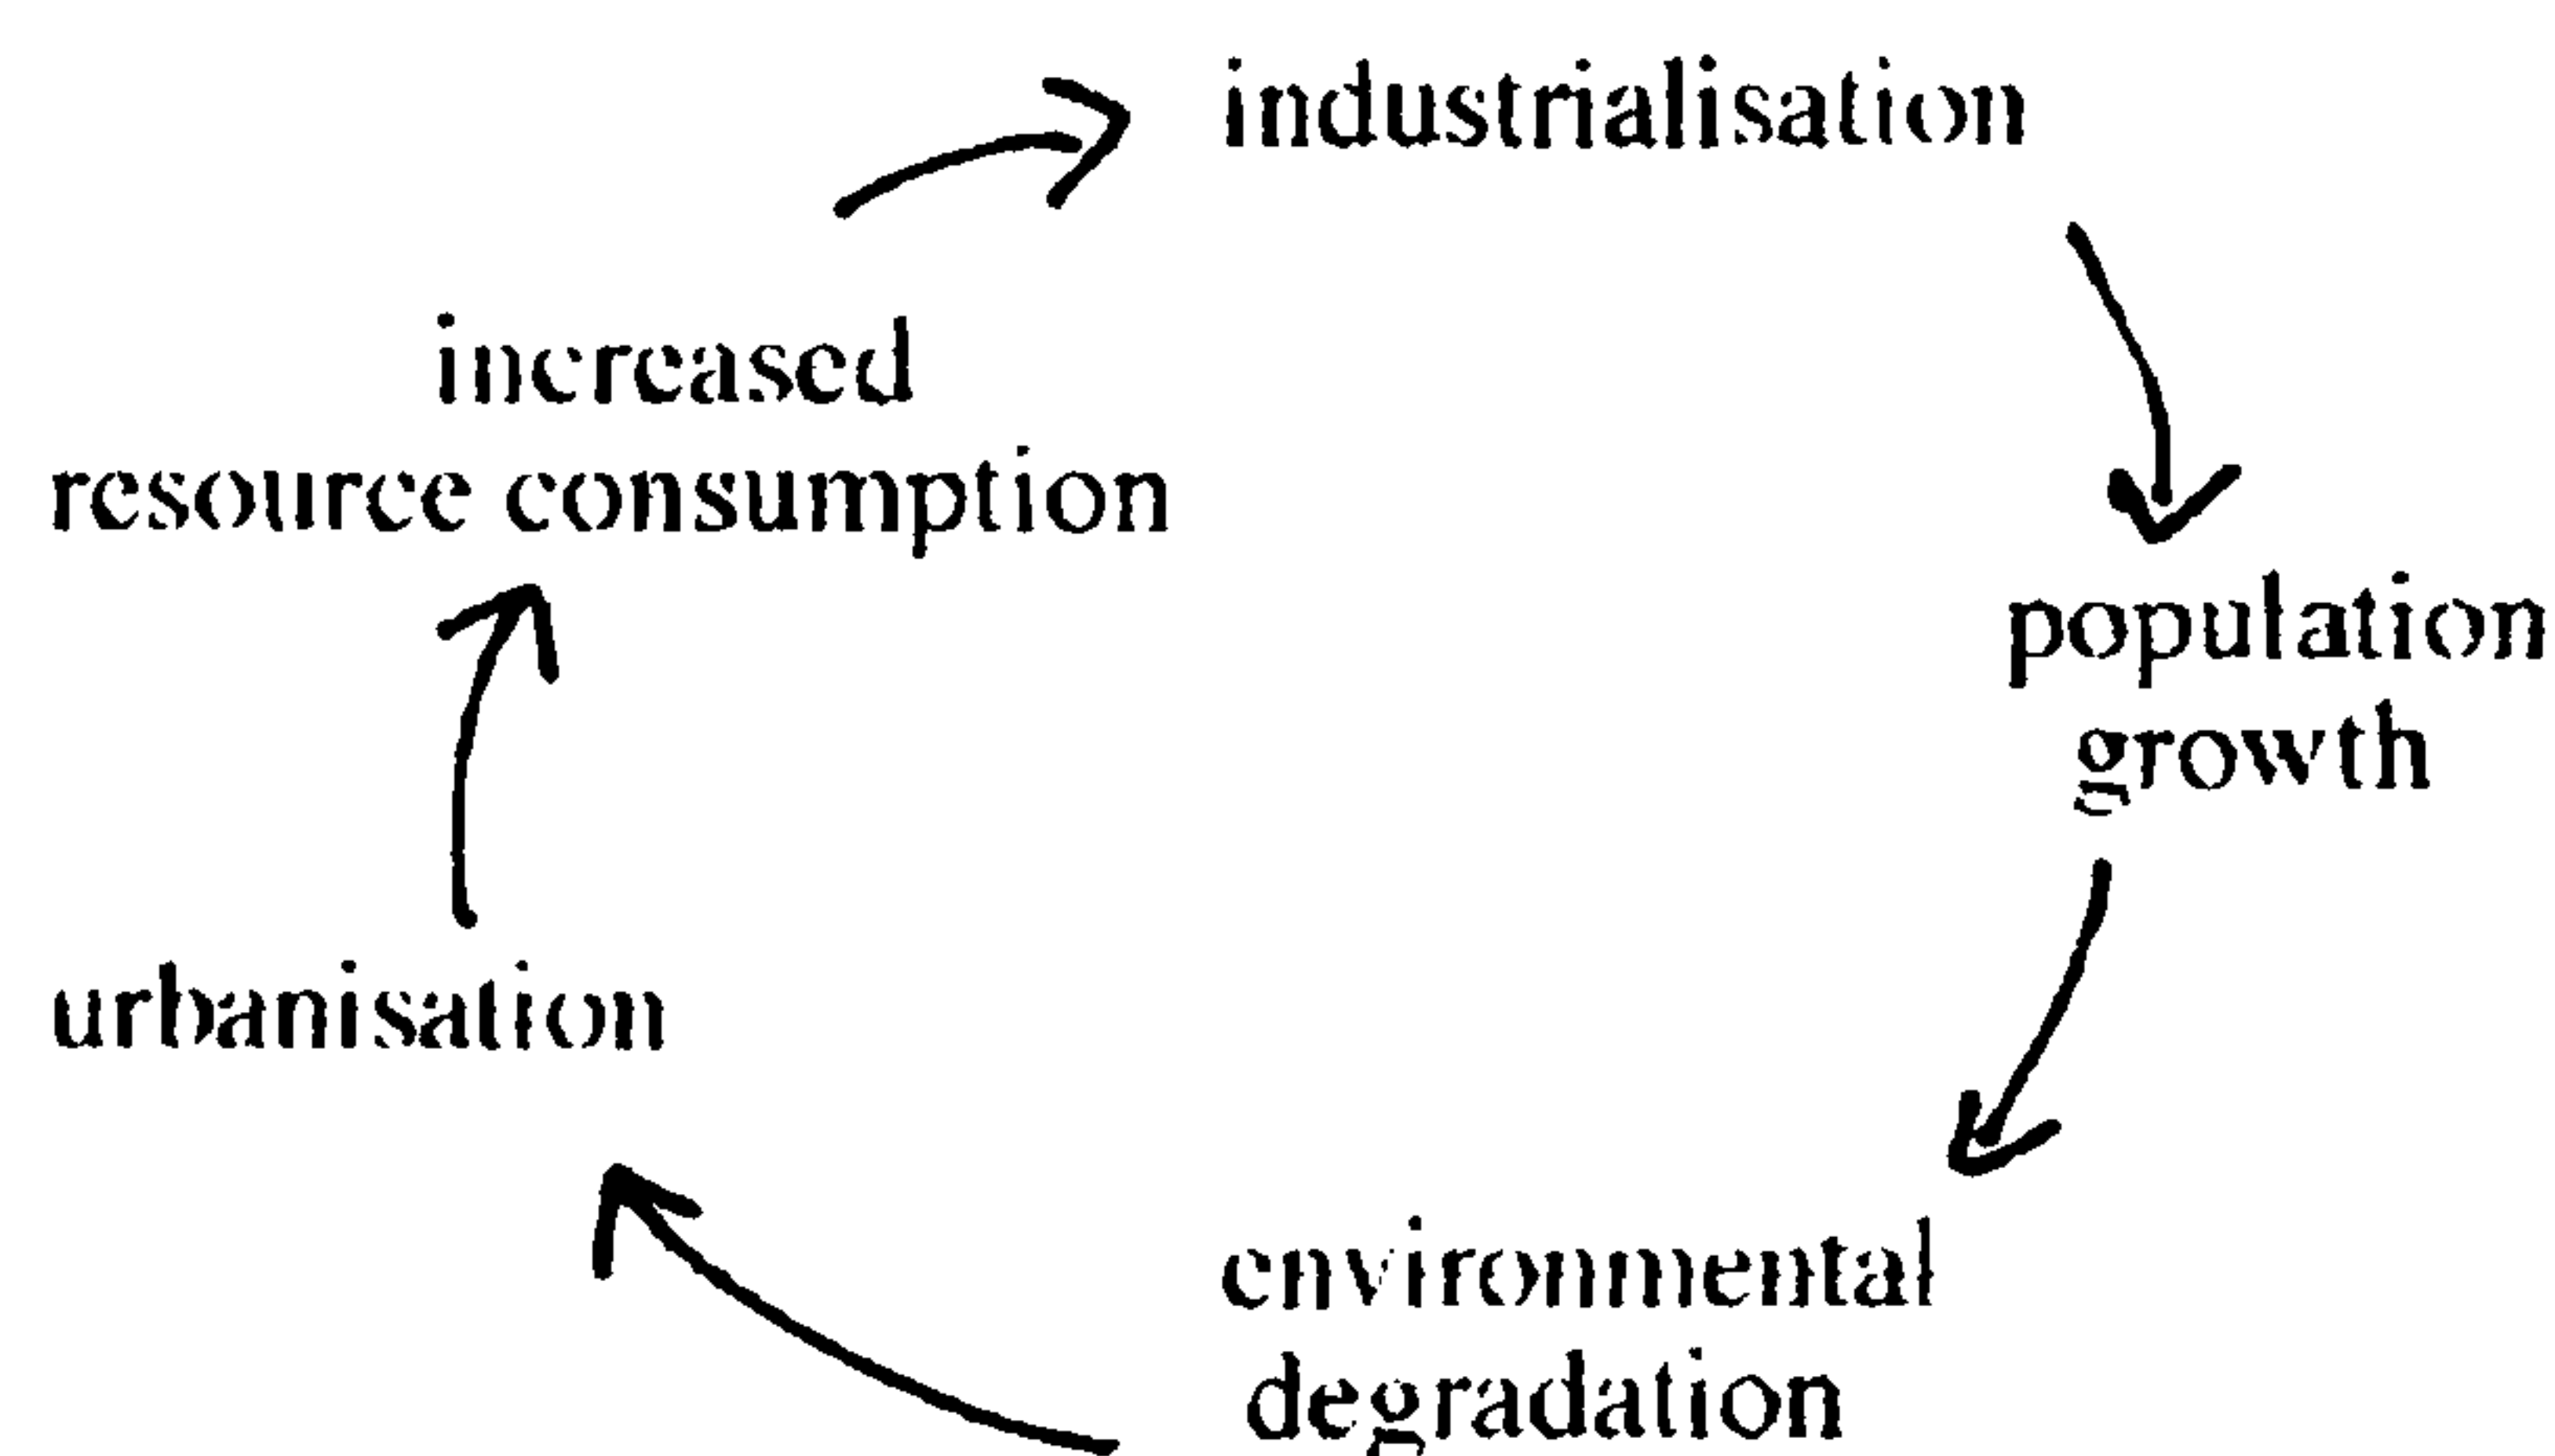 industrialisation
increased
resource consumption
population
growth
urbanisation
environmental
degradation